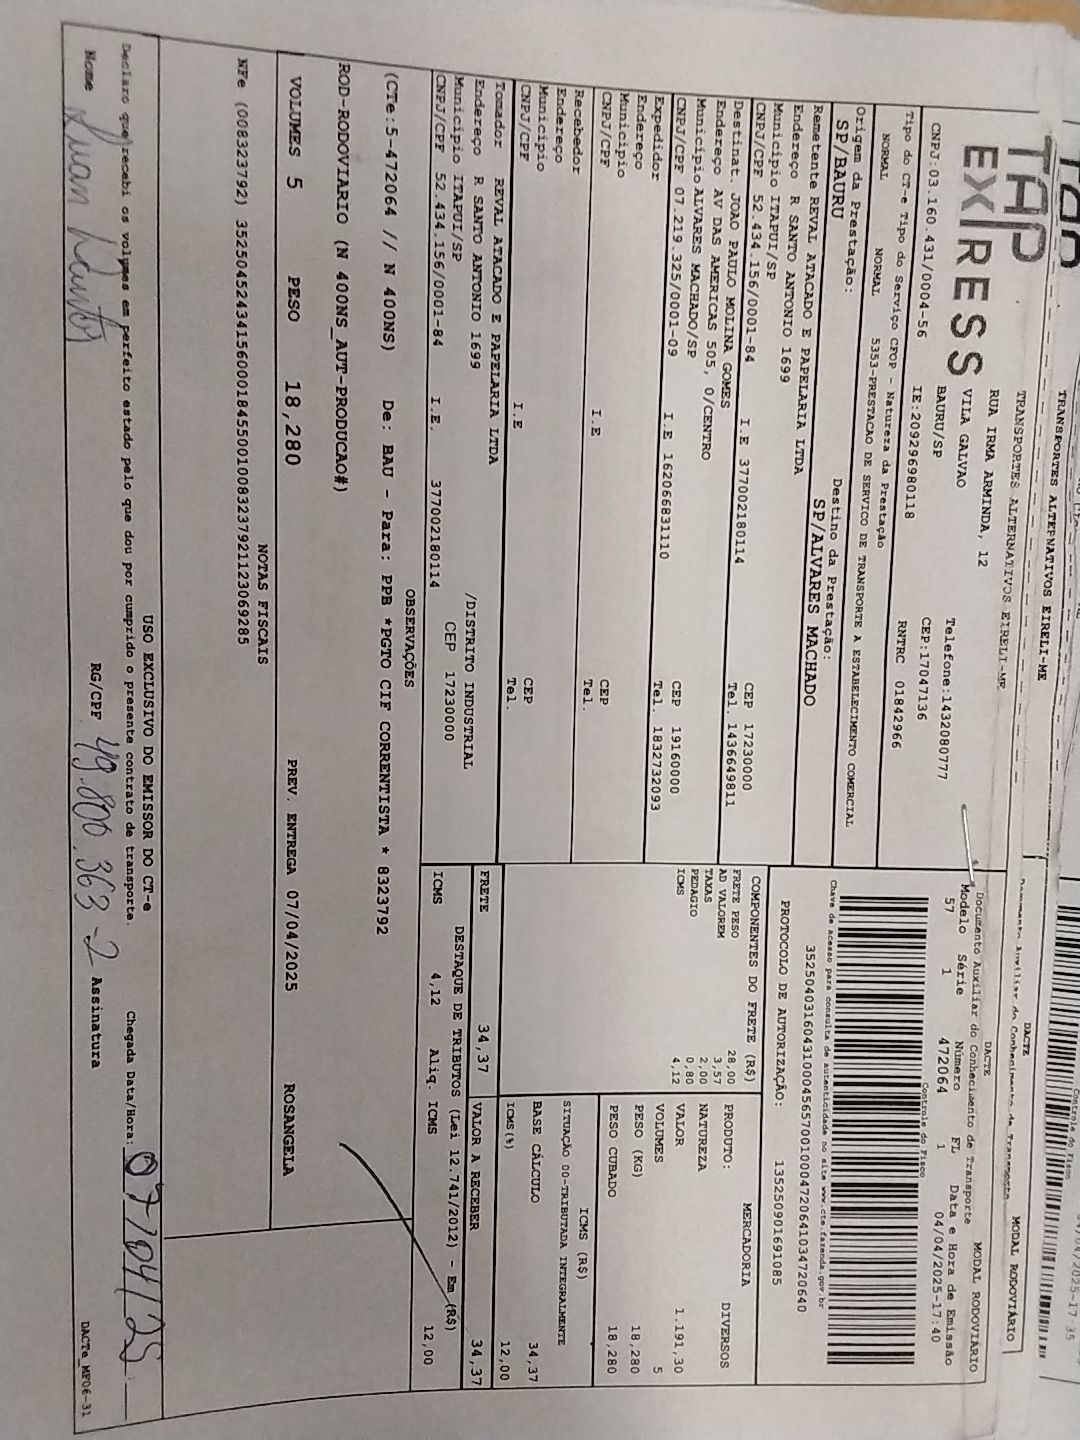 TRANSPORTES ALTERNATIVOS EIRELI-ME
TAP
EXPRESS
TRANSPORTES ALTERNATIVOS EIRELI-ME
RUA IRMA ARMINDA, 12
VILA GALVAO
BAURU/SP
Telefone:1432080777
CEP:17047136
CNPJ:03.160.431/0004-56 IE:209296980118 RNTRC 01842966
DACTE
Documento Auxiliar do Conhecimento de Transporte
MODAL RODOVIÁRIO
Modelo Série Número FL Data e Hora de Emissão
57 1 472064 1 04/04/2025-17:40
Controle do Fisco
Tipo do CT-e Tipo do Serviço CFOP - Natureza da Prestação
NORMAL NORMAL 5353-PRESTACAO DE SERVICO DE TRANSPORTE A ESTABELECIMENTO COMERCIAL
Chave de acesso para consulta de autenticidade no site www.cte.fazenda.gov.br
Origem da Prestação: Destino da Prestação:
SP/BAURU SP/ALVARES MACHADO
PROTOCOLO DE AUTORIZAÇÃO: 135250901691085
Remetente REVAL ATACADO E PAPELARIA LTDA
Endereço R SANTO ANTONIO 1699
Município ITAPUI/SP CEP 17230000
CNPJ/CPF 52.434.156/0001-84 I.E 377002180114 Tel. 1436649811
Destinat. JOAO PAULO MOLINA GOMES
Endereço AV DAS AMERICAS 505, 0/CENTRO
Município ALVARES MACHADO/SP CEP 19160000
CNPJ/CPF 07.219.325/0001-09 I.E 162066831110 Tel. 1832732093
Expedidor
Endereço
Município CEP
CNPJ/CPF I.E Tel.
Recebedor
Endereço
Município CEP
CNPJ/CPF I.E Tel.
Tomador REVAL ATACADO E PAPELARIA LTDA
Endereço R SANTO ANTONIO 1699 /DISTRITO INDUSTRIAL
Município ITAPUI/SP CEP 17230000
CNPJ/CPF 52.434.156/0001-84 I.E. 377002180114
COMPONENTES DO FRETE (R$)
FRETE PESO 28,00
AD VALOREM 3,57
TAXAS 2,00
PEDAGIO 0,80
ICMS 4,12
MERCADORIA
PRODUTO: DIVERSOS
NATUREZA
VALOR 1.191,30
VOLUMES 5
PESO (KG) 18,280
PESO CUBADO 18,280
ICMS (R$)
SITUAÇÃO 00-TRIBUTADA INTEGRALMENTE
BASE CÁLCULO 34,37
ICMS(%) 12,00
FRETE 34,37 VALOR A RECEBER 34,37
DESTAQUE DE TRIBUTOS (Lei 12.741/2012) - Em (R$)
ICMS 4,12 Aliq. ICMS 12,00
OBSERVAÇÕES
(CTe:5-472064 // N 400NS) De: BAU - Para: PPB *PGTO CIF CORRENTISTA * 8323792
ROD-RODOVIARIO (N 400NS_AUT-PRODUCAO#)
VOLUMES 5 PESO 18,280 PREV. ENTREGA 07/04/2025 ROSANGELA
NOTAS FISCAIS
USO EXCLUSIVO DO EMISSOR DO CT-e
Declaro que recebi os volumes em perfeito estado pelo que dou por cumprido o presente contrato de transporte. Chegada Data/Hora: 07/04/25
Nome Luan RG/CPF 49.800.363-2 Assinatura
DACTe_MF06-31